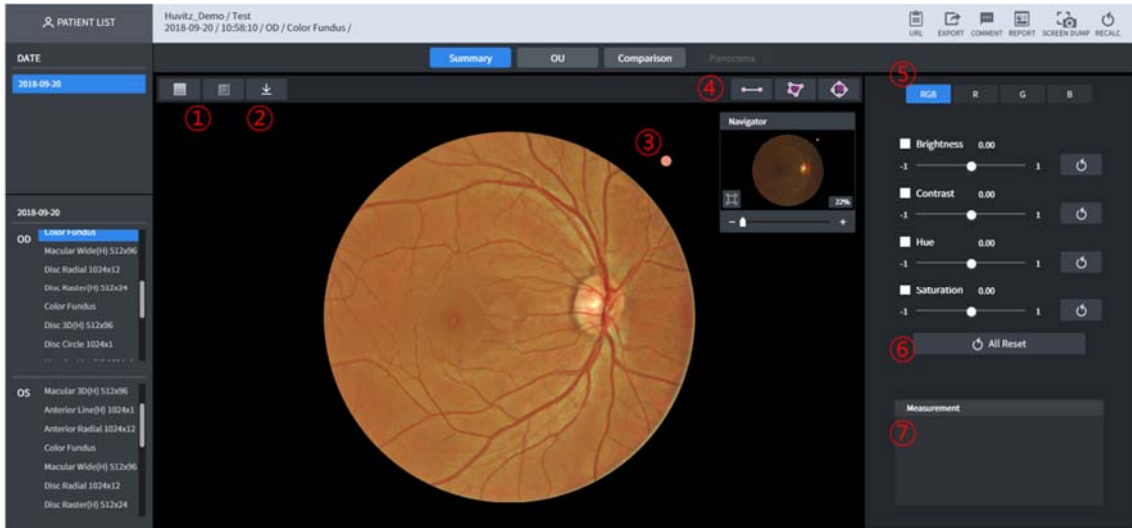 PATIENT LIST
Huvitz_Demo / Test
2018-09-20 / 10:58:10 / OD / Color Fundus /
URL EXPORT COMMENT REPORT SCREEN DUMP RECALC
DATE
2018-09-20
Summary OU Comparison Panorama
① ② ③ ④ ⑤
RGB R G B
Navigator
22%
- +
Brightness 0.00
-1 1
Contrast 0.00
-1 1
Hue 0.00
-1 1
Saturation 0.00
-1 1
⑥ All Reset
⑦ Measurement
2018-09-20
OD
Color Fundus
Macular Wide(H) 512x96
Disc Radial 1024x12
Disc Raster(H) 512x24
Color Fundus
Disc 3D(H) 512x96
Disc Circle 1024x1
OS
Macular 3D(H) 512x96
Anterior Line(H) 1024x1
Anterior Radial 1024x12
Color Fundus
Macular Wide(H) 512x96
Disc Radial 1024x12
Disc Raster(H) 512x24